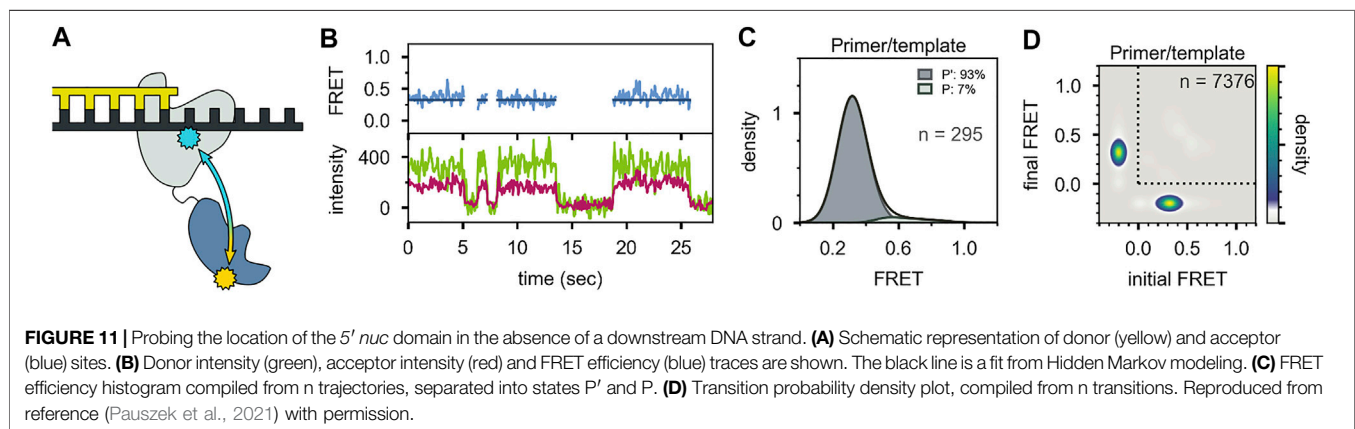 A
B
FRET
1.0
0.5
0.0
intensity
400
0
0
5
10
15
20
25
time (sec)
C
Primer/template
P': 93%
P: 7%
n = 295
density
1
0
0.2
0.6
1.0
FRET
D
Primer/template
n = 7376
final FRET
1.0
0.5
0.0
0.0
0.5
1.0
initial FRET
density
FIGURE 11 | Probing the location of the 5′ nuc domain in the absence of a downstream DNA strand. (A) Schematic representation of donor (yellow) and acceptor
(blue) sites. (B) Donor intensity (green), acceptor intensity (red) and FRET efficiency (blue) traces are shown. The black line is a fit from Hidden Markov modeling. (C) FRET
efficiency histogram compiled from n trajectories, separated into states P′ and P. (D) Transition probability density plot, compiled from n transitions. Reproduced from
reference (Pauszek et al., 2021) with permission.